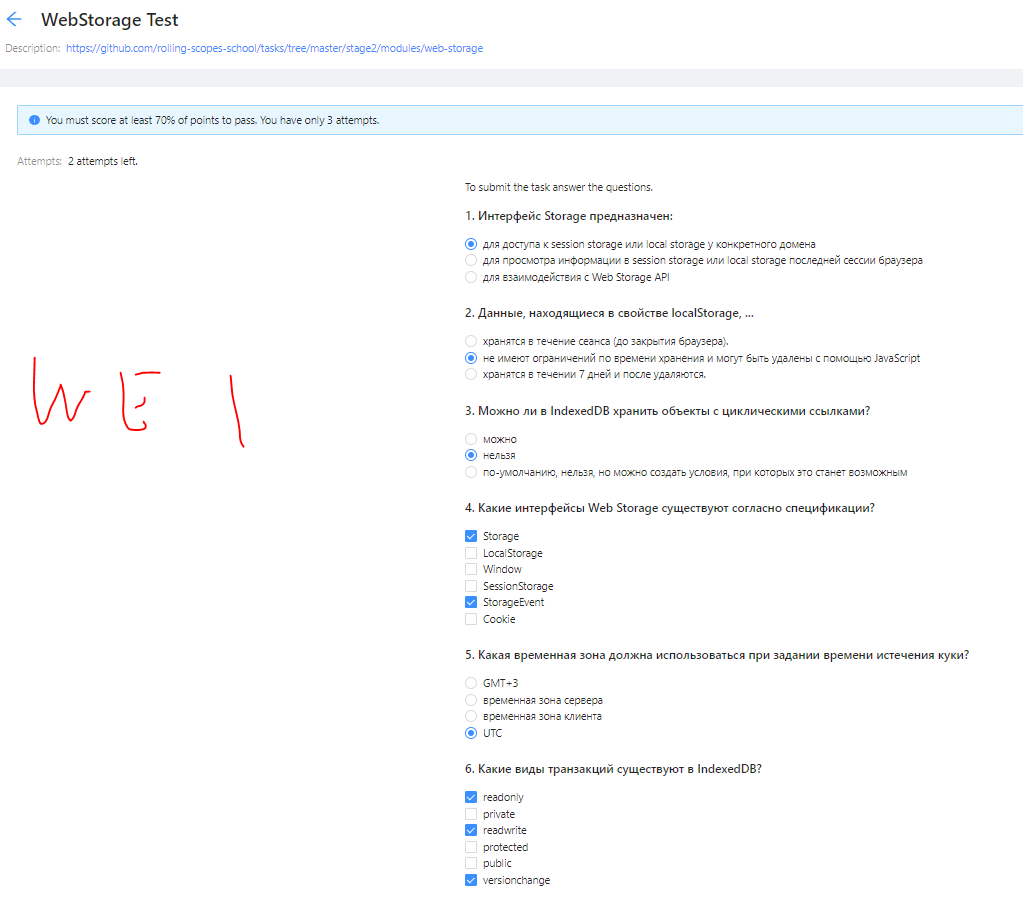 WebStorage Test
Description: https://github.com/rolling-scopes-school/tasks/tree/master/stage2/modules/web-storage
You must score at least 70% of points to pass. You have only 3 attempts.
Attempts: 2 attempts left.
To submit the task answer the questions.
1. Интерфейс Storage предназначен:
для доступа к session storage или local storage у конкретного домена
для просмотра информации в session storage или local storage последней сессии браузера
для взаимодействия с Web Storage API
2. Данные, находящиеся в свойстве localStorage, ...
хранятся в течение сеанса (до закрытия браузера).
не имеют ограничений по времени хранения и могут быть удалены с помощью JavaScript
хранятся в течении 7 дней и после удаляются.
W E 1
3. Можно ли в IndexedDB хранить объекты с циклическими ссылками?
можно
нельзя
по-умолчанию, нельзя, но можно создать условия, при которых это станет возможным
4. Какие интерфейсы Web Storage существуют согласно спецификации?
Storage
LocalStorage
Window
SessionStorage
StorageEvent
Cookie
5. Какая временная зона должна использоваться при задании времени истечения куки?
GMT+3
временная зона сервера
временная зона клиента
UTC
6. Какие виды транзакций существуют в IndexedDB?
readonly
private
readwrite
protected
public
versionchange